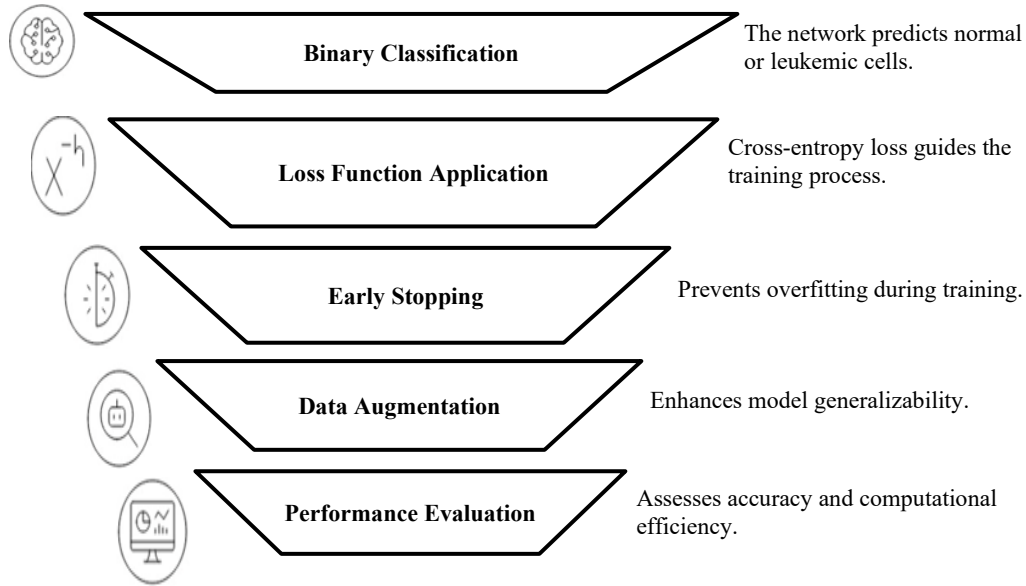 Binary Classification
The network predicts normal
or leukemic cells.
X⁻ʰ
Loss Function Application
Cross-entropy loss guides the
training process.
Early Stopping
Prevents overfitting during training.
Data Augmentation
Enhances model generalizability.
Performance Evaluation
Assesses accuracy and computational
efficiency.